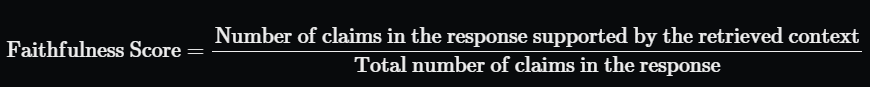 Faithfulness Score = Number of claims in the response supported by the retrieved context
Total number of claims in the response